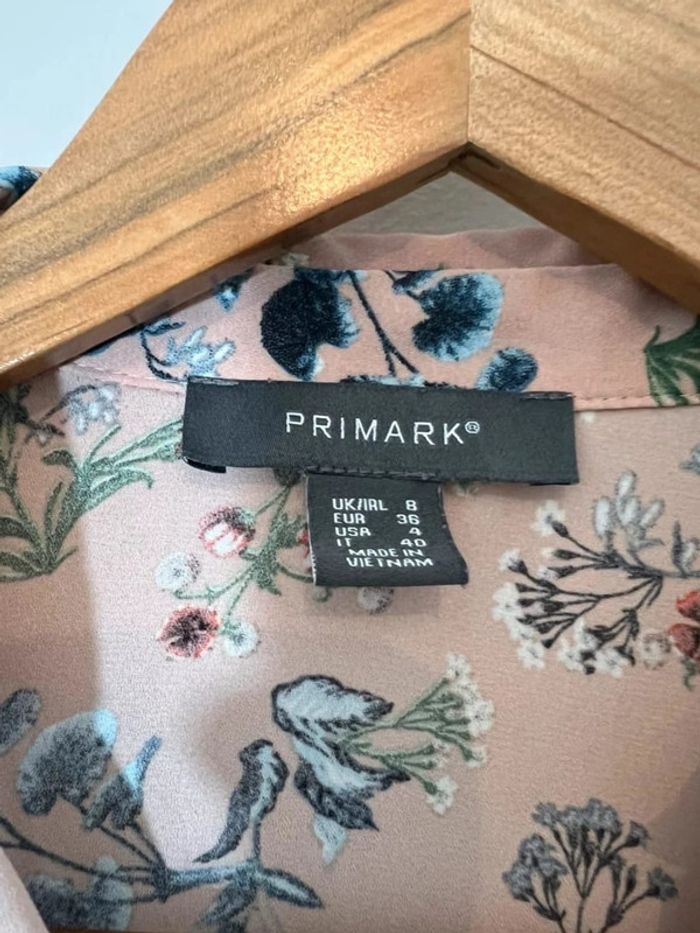 PRIMARK®
UK/IRL 8
EUR 36
USA 4
IT 40
MADE IN
VIETNAM